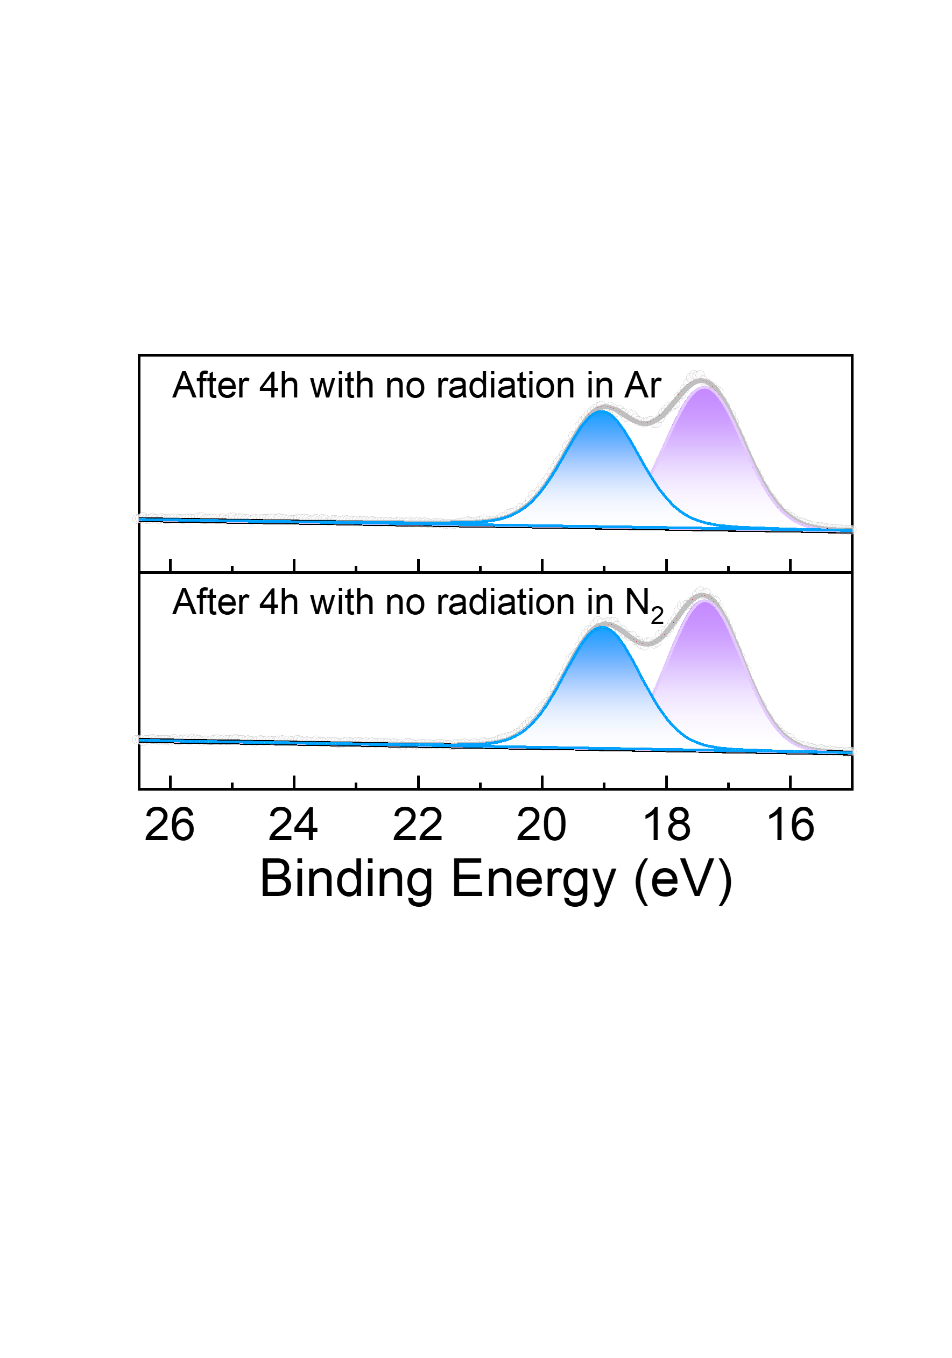 After 4h with no radiation in Ar
After 4h with no radiation in N₂
26 24 22 20 18 16
Binding Energy (eV)